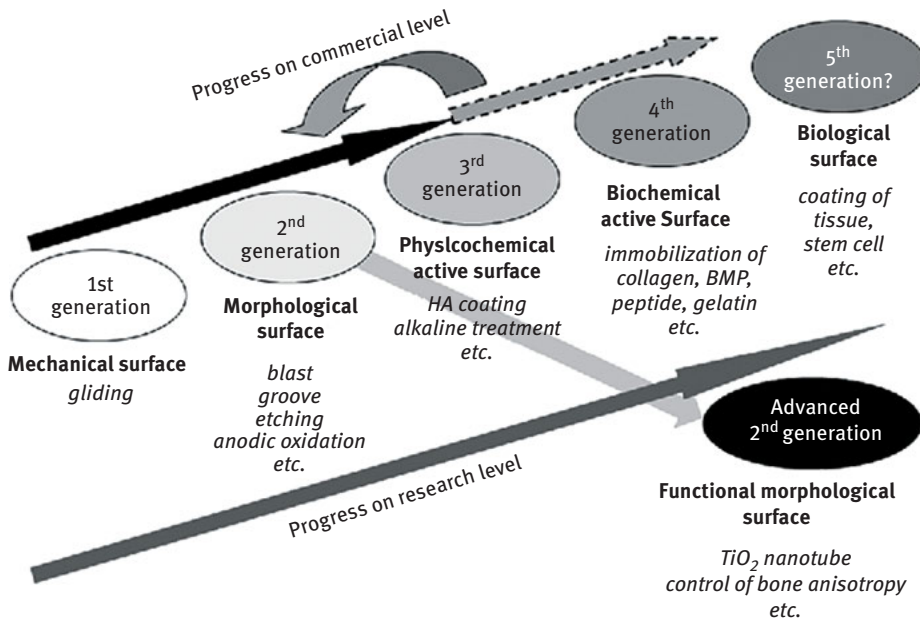 Progress on commercial level
1st
generation
Mechanical surface
gliding
2nd
generation
Morphological
surface
blast
groove
etching
anodic oxidation
etc.
3rd
generation
Physlcochemical
active surface
HA coating
alkaline treatment
etc.
4th
generation
Biochemical
active Surface
immobilization of
collagen, BMP,
peptide, gelatin
etc.
5th
generation?
Biological
surface
coating of
tissue,
stem cell
etc.
Progress on research level
Advanced
2nd generation
Functional morphological
surface
TiO2 nanotube
control of bone anisotropy
etc.